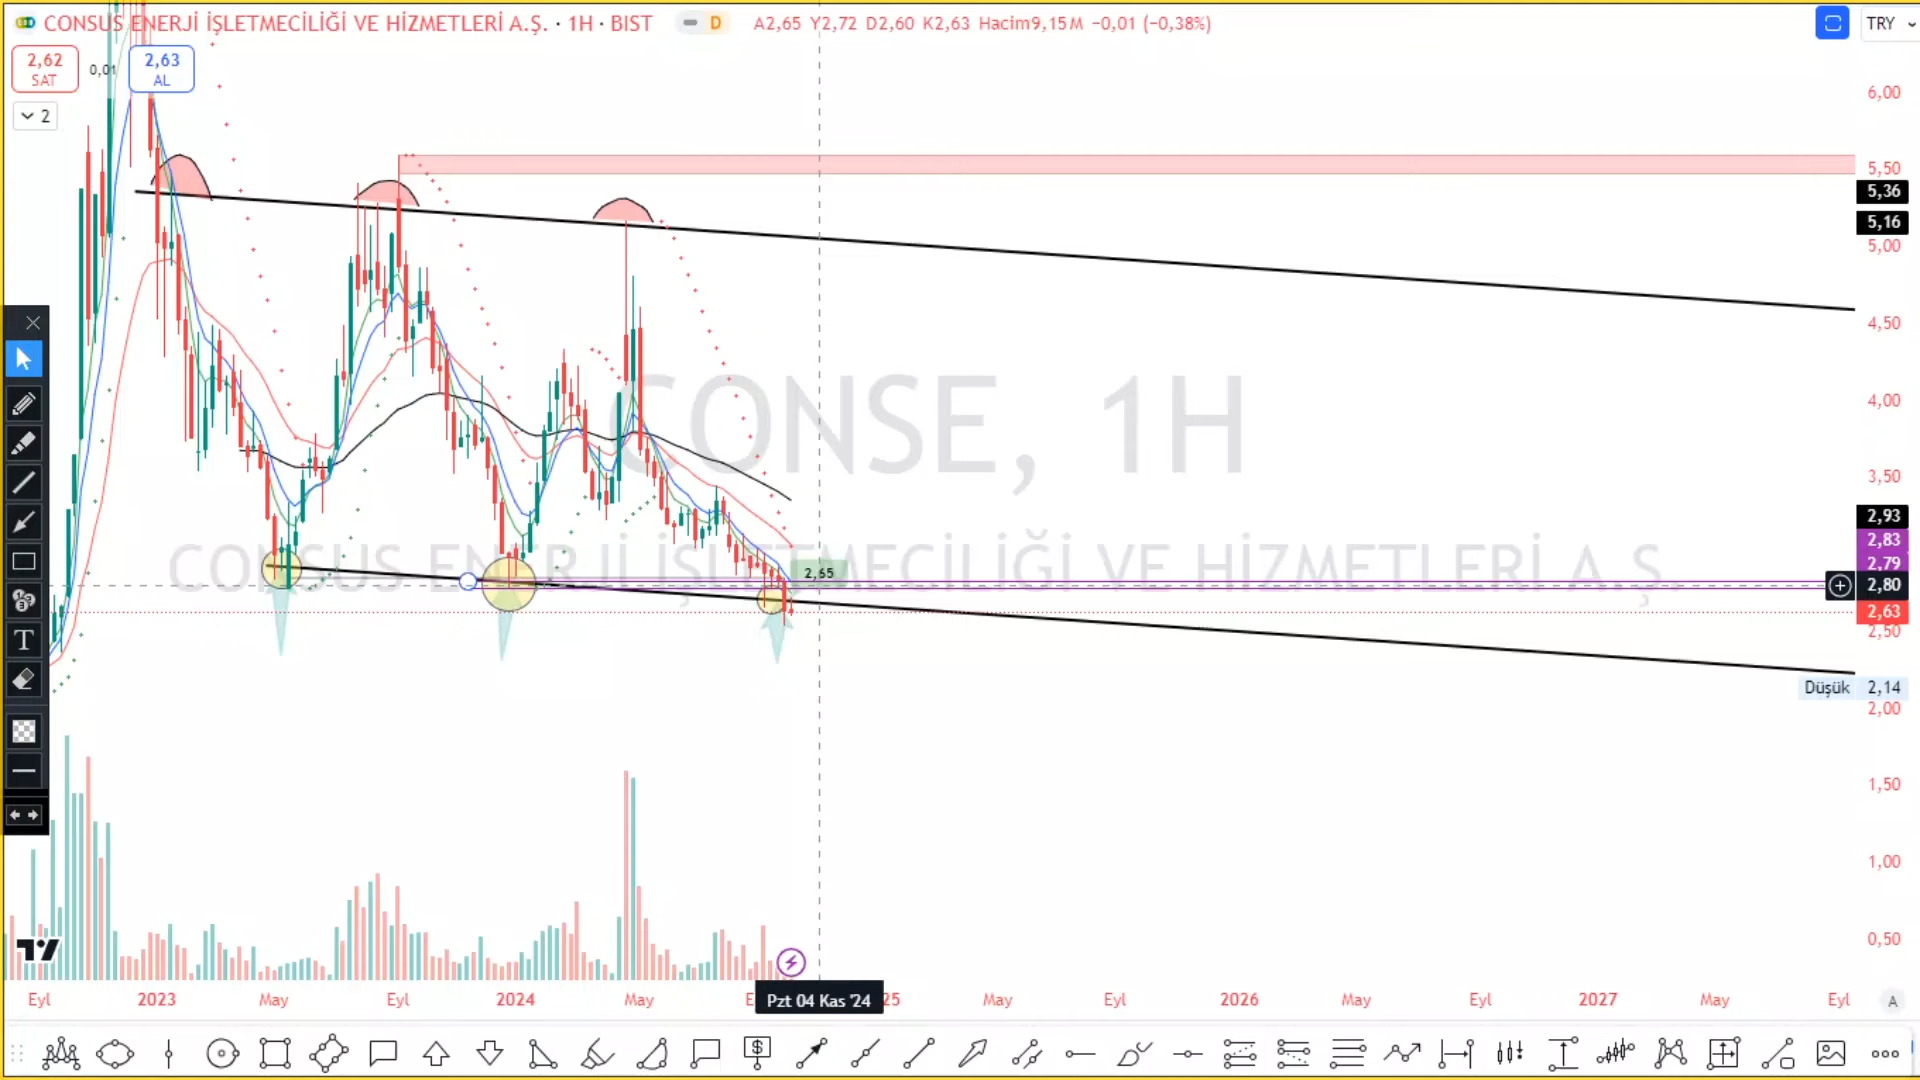 CONSUS ENERJİ İŞLETMECİLİĞİ VE HİZMETLERİ A.Ş. · 1H · BIST D A2,65 Y2,72 D2,60 K2,63 Hacim9,15M −0,01 (−0,38%)
TRY
2,62 SAT
0,01
2,63 AL
2
6,00
5,50
5,36
5,16
5,00
4,50
4,00
3,50
2,93
2,83
2,79
2,80
2,63
2,50
Düşük 2,14
2,00
1,50
1,00
0,50
CONSE, 1H
CONSUS ENERJİ İŞLETMECİLİĞİ VE HİZMETLERİ A.Ş.
2,65
T
Eyl 2023 May Eyl 2024 May Pzt 04 Kas '24 25 May Eyl 2026 May Eyl 2027 May Eyl A